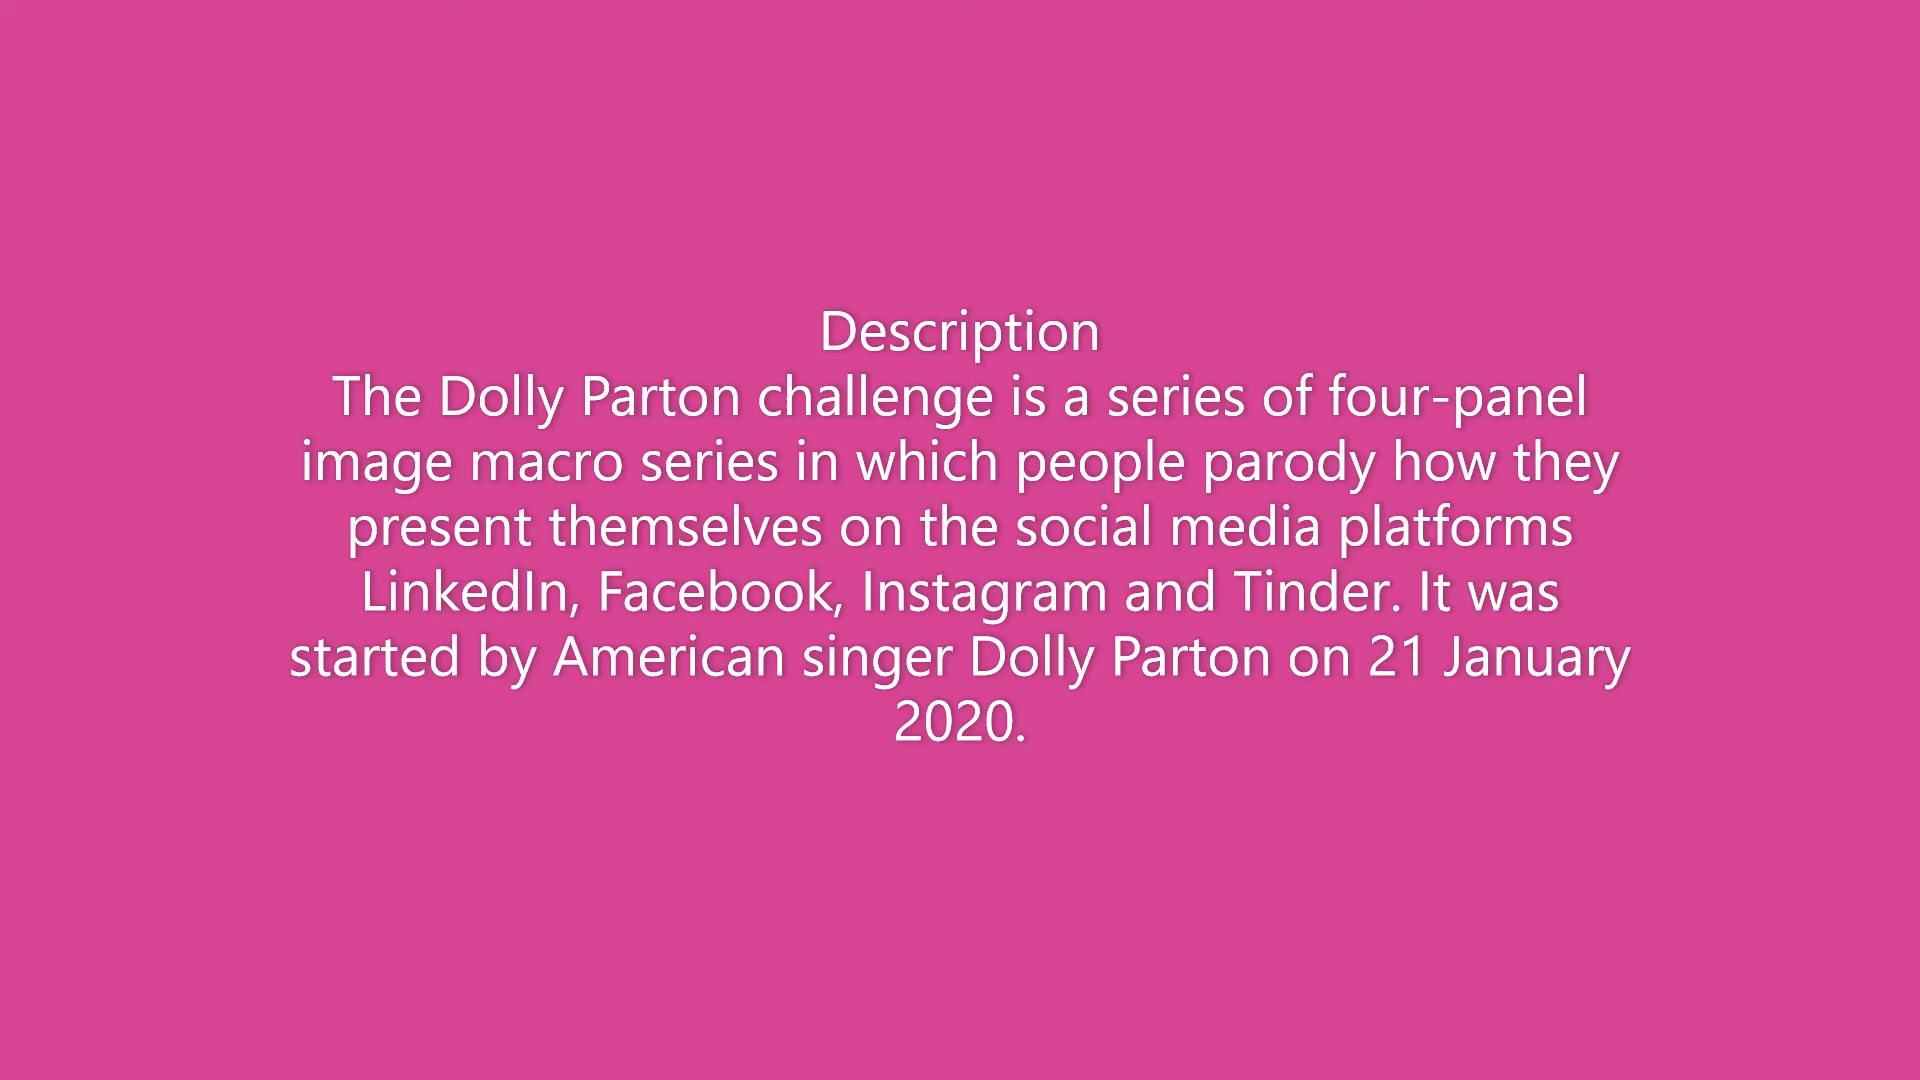 Description
The Dolly Parton challenge is a series of four-panel
image macro series in which people parody how they
present themselves on the social media platforms
LinkedIn, Facebook, Instagram and Tinder. It was
started by American singer Dolly Parton on 21 January
2020.